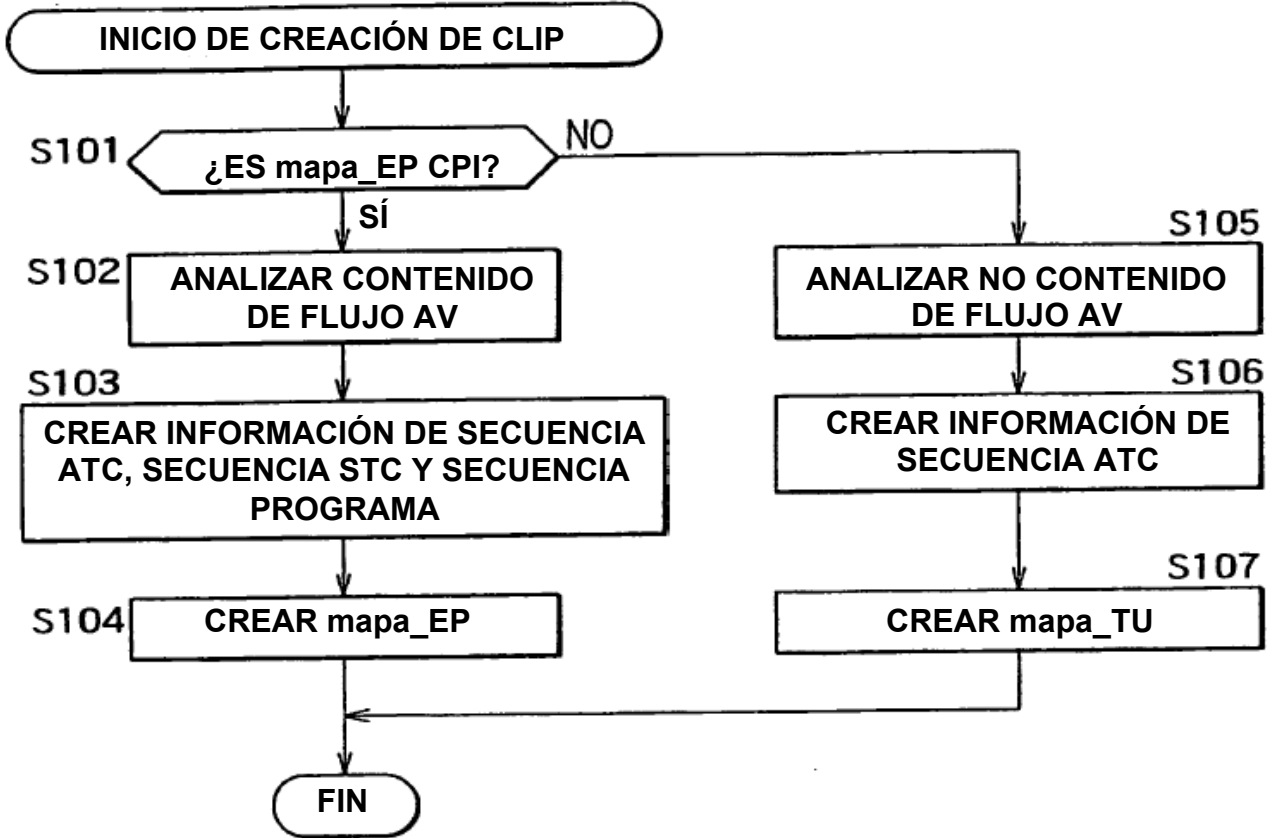 INICIO DE CREACIÓN DE CLIP
S101
¿ES mapa_EP CPI?
NO
SÍ
S102
ANALIZAR CONTENIDO
DE FLUJO AV
S103
CREAR INFORMACIÓN DE SECUENCIA
ATC, SECUENCIA STC Y SECUENCIA
PROGRAMA
S104
CREAR mapa_EP
S105
ANALIZAR NO CONTENIDO
DE FLUJO AV
S106
CREAR INFORMACIÓN DE
SECUENCIA ATC
S107
CREAR mapa_TU
FIN